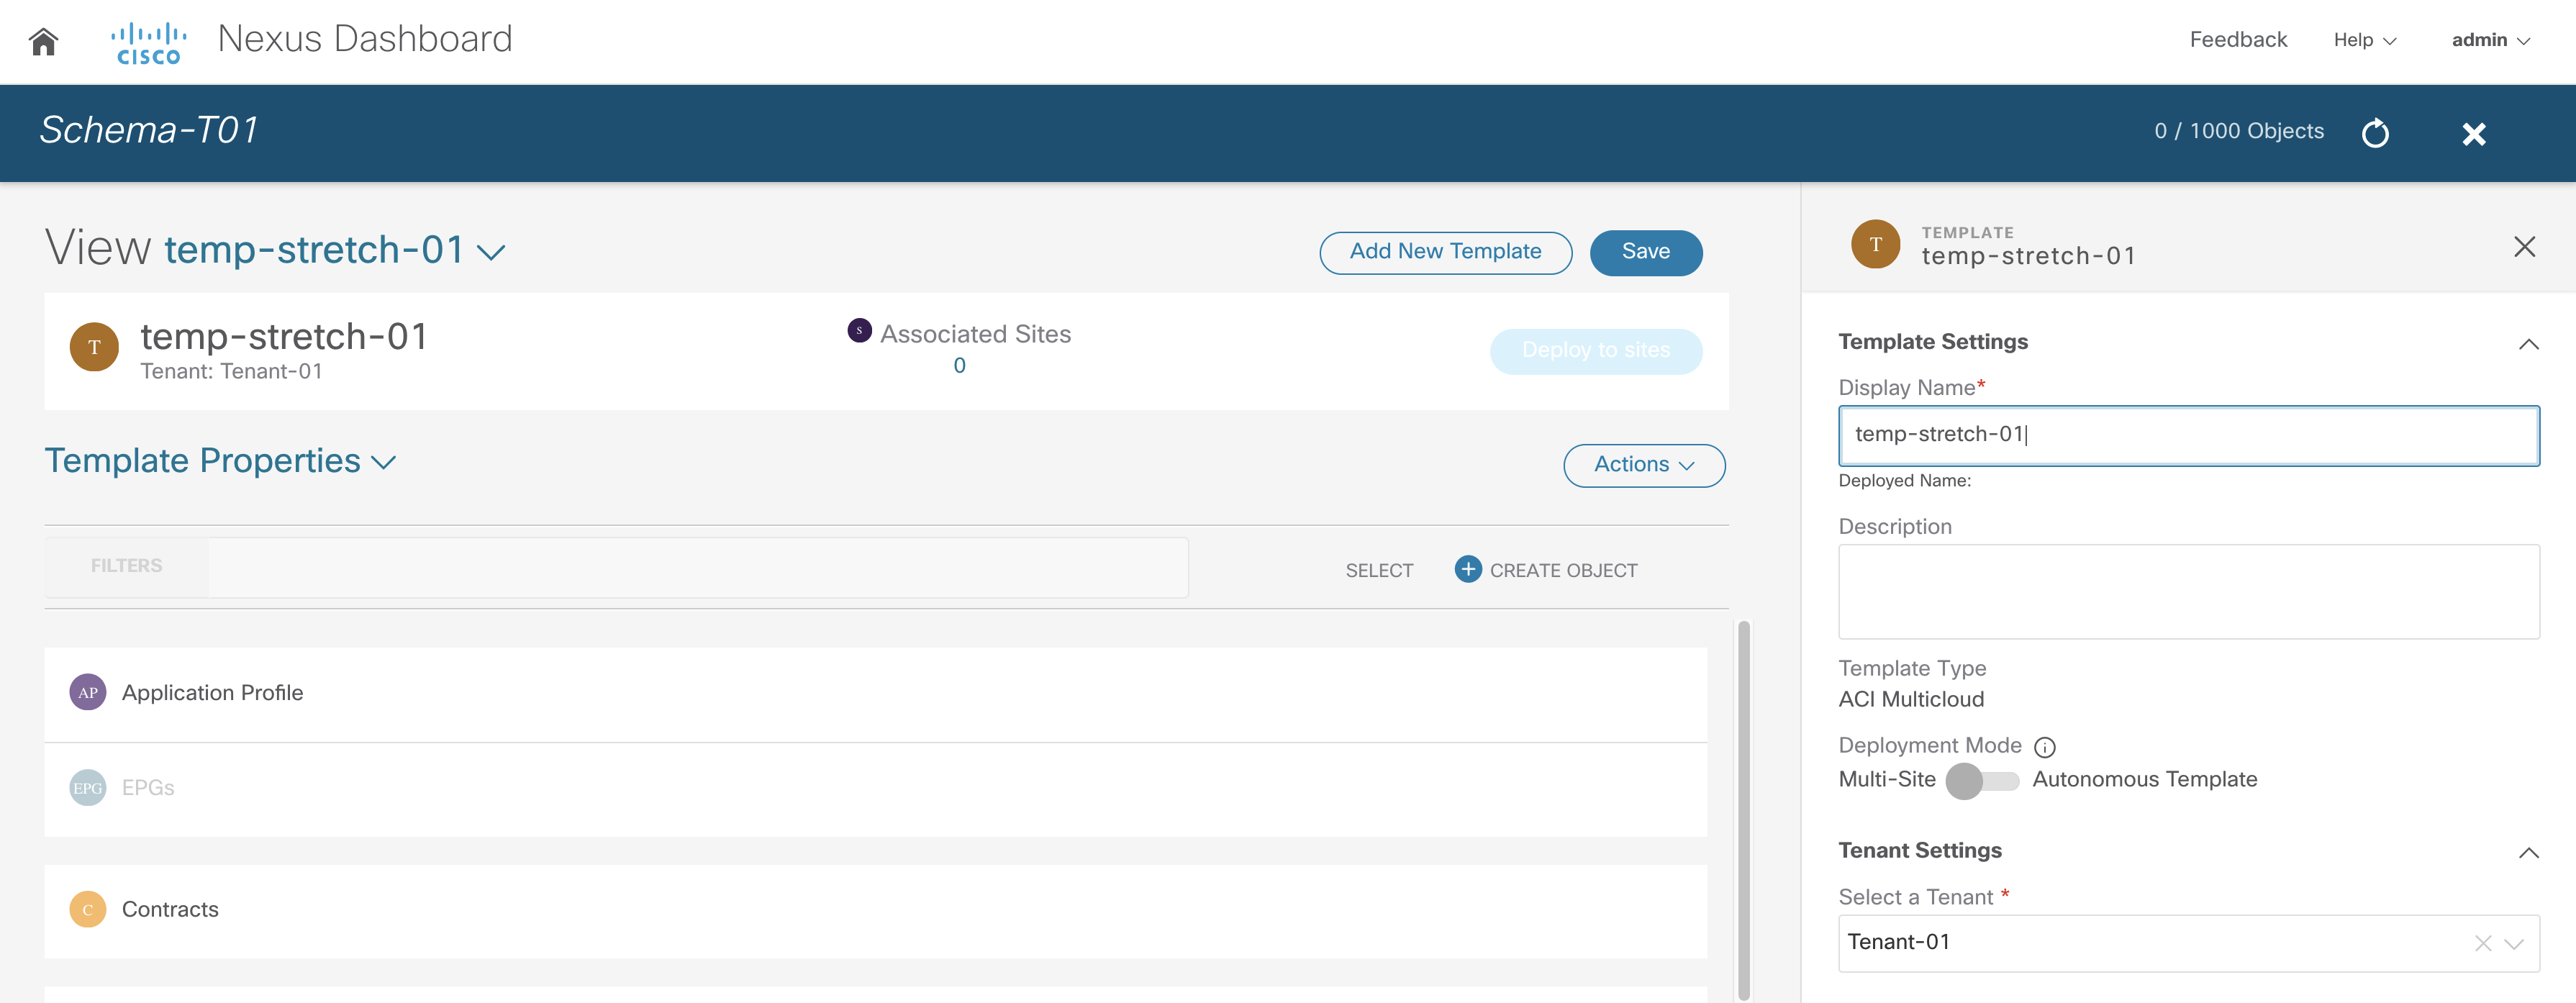 CISCO
Nexus Dashboard
Feedback
Help
admin
Schema-T01
0 / 1000 Objects
View temp-stretch-01
Add New Template
Save
T
temp-stretch-01
Tenant: Tenant-01
S
Associated Sites
0
Deploy to sites
Template Properties
Actions
FILTERS
SELECT
CREATE OBJECT
AP
Application Profile
EPG
EPGs
C
Contracts
T
TEMPLATE
temp-stretch-01
Template Settings
Display Name*
temp-stretch-01
Deployed Name:
Description
Template Type
ACI Multicloud
Deployment Mode
Multi-Site
Autonomous Template
Tenant Settings
Select a Tenant *
Tenant-01